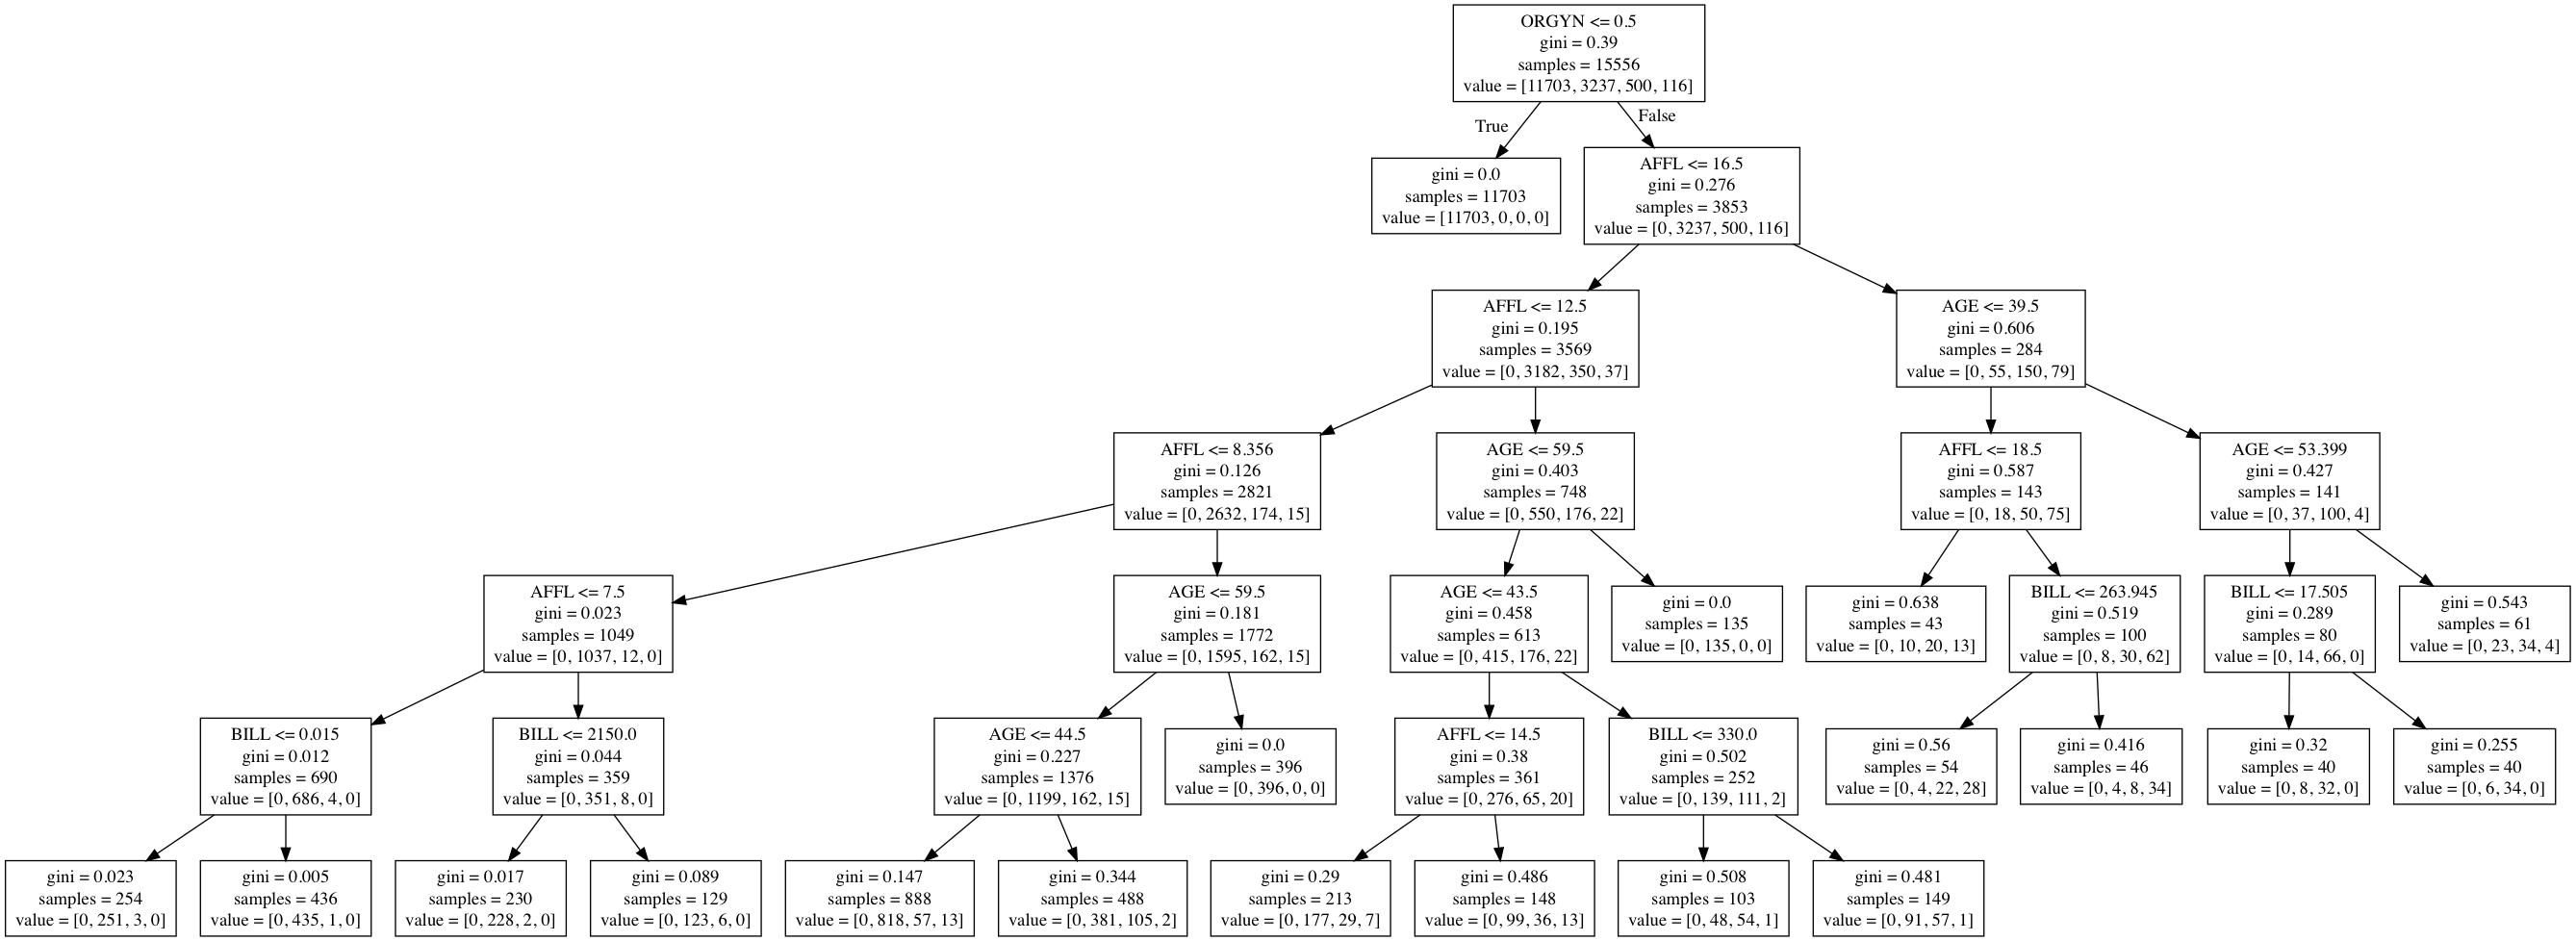 ORGYN <= 0.5
gini = 0.39
samples = 15556
value = [11703, 3237, 500, 116]
True
False
gini = 0.0
samples = 11703
value = [11703, 0, 0, 0]
AFFL <= 16.5
gini = 0.276
samples = 3853
value = [0, 3237, 500, 116]
AFFL <= 12.5
gini = 0.195
samples = 3569
value = [0, 3182, 350, 37]
AGE <= 39.5
gini = 0.606
samples = 284
value = [0, 55, 150, 79]
AFFL <= 8.356
gini = 0.126
samples = 2821
value = [0, 2632, 174, 15]
AGE <= 59.5
gini = 0.403
samples = 748
value = [0, 550, 176, 22]
AFFL <= 18.5
gini = 0.587
samples = 143
value = [0, 18, 50, 75]
AGE <= 53.399
gini = 0.427
samples = 141
value = [0, 37, 100, 4]
AFFL <= 7.5
gini = 0.023
samples = 1049
value = [0, 1037, 12, 0]
AGE <= 59.5
gini = 0.181
samples = 1772
value = [0, 1595, 162, 15]
AGE <= 43.5
gini = 0.458
samples = 613
value = [0, 415, 176, 22]
gini = 0.0
samples = 135
value = [0, 135, 0, 0]
gini = 0.638
samples = 43
value = [0, 10, 20, 13]
BILL <= 263.945
gini = 0.519
samples = 100
value = [0, 8, 30, 62]
BILL <= 17.505
gini = 0.289
samples = 80
value = [0, 14, 66, 0]
gini = 0.543
samples = 61
value = [0, 23, 34, 4]
BILL <= 0.015
gini = 0.012
samples = 690
value = [0, 686, 4, 0]
BILL <= 2150.0
gini = 0.044
samples = 359
value = [0, 351, 8, 0]
AGE <= 44.5
gini = 0.227
samples = 1376
value = [0, 1199, 162, 15]
gini = 0.0
samples = 396
value = [0, 396, 0, 0]
AFFL <= 14.5
gini = 0.38
samples = 361
value = [0, 276, 65, 20]
BILL <= 330.0
gini = 0.502
samples = 252
value = [0, 139, 111, 2]
gini = 0.56
samples = 54
value = [0, 4, 22, 28]
gini = 0.416
samples = 46
value = [0, 4, 8, 34]
gini = 0.32
samples = 40
value = [0, 8, 32, 0]
gini = 0.255
samples = 40
value = [0, 6, 34, 0]
gini = 0.023
samples = 254
value = [0, 251, 3, 0]
gini = 0.005
samples = 436
value = [0, 435, 1, 0]
gini = 0.017
samples = 230
value = [0, 228, 2, 0]
gini = 0.089
samples = 129
value = [0, 123, 6, 0]
gini = 0.147
samples = 888
value = [0, 818, 57, 13]
gini = 0.344
samples = 488
value = [0, 381, 105, 2]
gini = 0.29
samples = 213
value = [0, 177, 29, 7]
gini = 0.486
samples = 148
value = [0, 99, 36, 13]
gini = 0.508
samples = 103
value = [0, 48, 54, 1]
gini = 0.481
samples = 149
value = [0, 91, 57, 1]